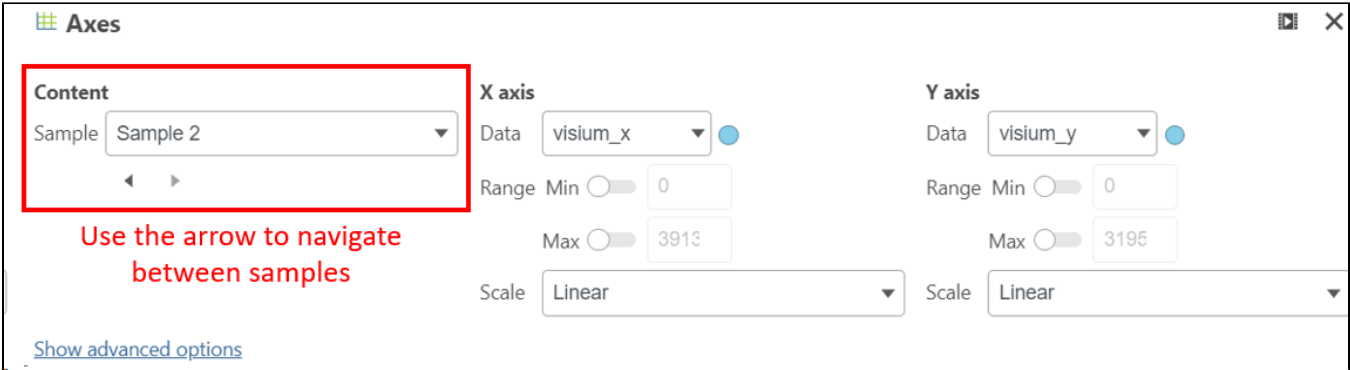 Axes
Content
Sample Sample 2
Use the arrow to navigate
between samples
X axis
Data visium_x
Range Min 0
Max 3913
Scale Linear
Y axis
Data visium_y
Range Min 0
Max 3195
Scale Linear
Show advanced options